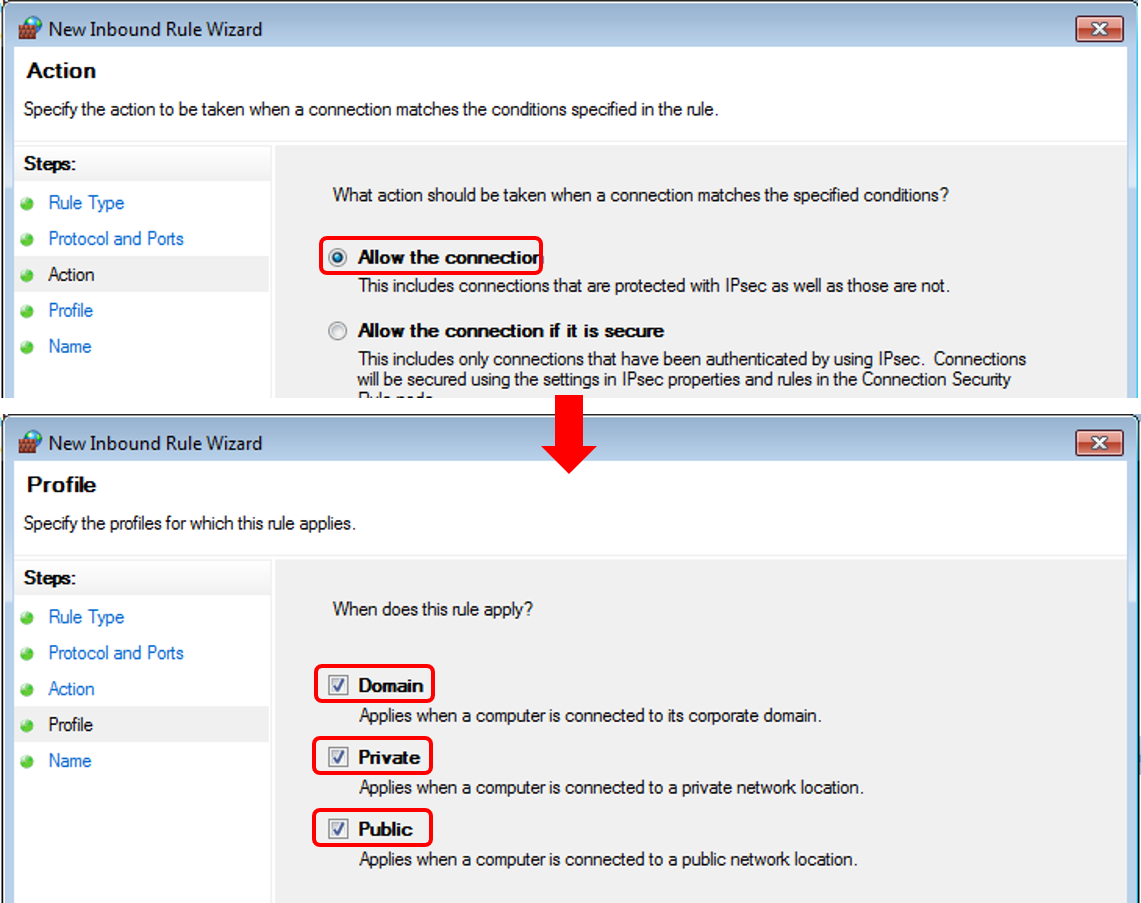 New Inbound Rule Wizard
Action
Specify the action to be taken when a connection matches the conditions specified in the rule.
Steps:
Rule Type
Protocol and Ports
Action
Profile
Name
What action should be taken when a connection matches the specified conditions?
Allow the connection
This includes connections that are protected with IPsec as well as those are not.
Allow the connection if it is secure
This includes only connections that have been authenticated by using IPsec. Connections
will be secured using the settings in IPsec properties and rules in the Connection Security
Rule node.
New Inbound Rule Wizard
Profile
Specify the profiles for which this rule applies.
Steps:
Rule Type
Protocol and Ports
Action
Profile
Name
When does this rule apply?
Domain
Applies when a computer is connected to its corporate domain.
Private
Applies when a computer is connected to a private network location.
Public
Applies when a computer is connected to a public network location.